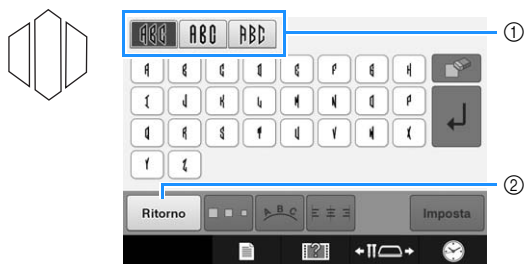 ABC ABC ABC ①
A B C D E F G H
I J K L M N O P
Q R S T U V W X
Y Z
②
Ritorno A B C Imposta
?